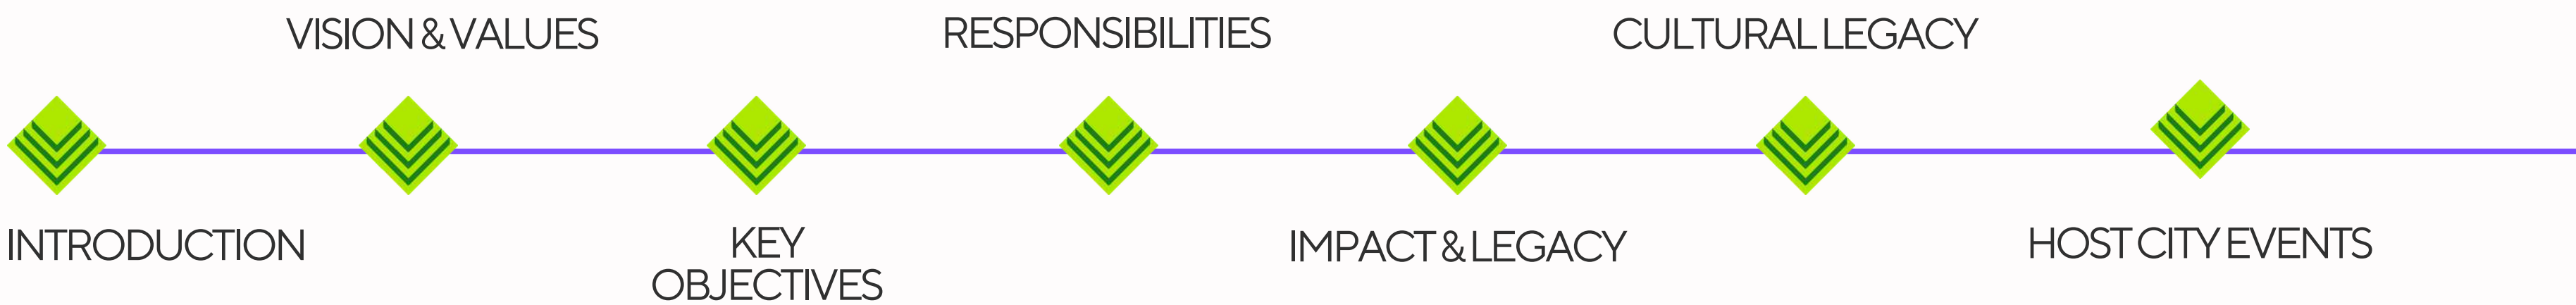 VISION & VALUES
RESPONSIBILITIES
CULTURAL LEGACY
INTRODUCTION
KEY
OBJECTIVES
IMPACT & LEGACY
HOST CITY EVENTS